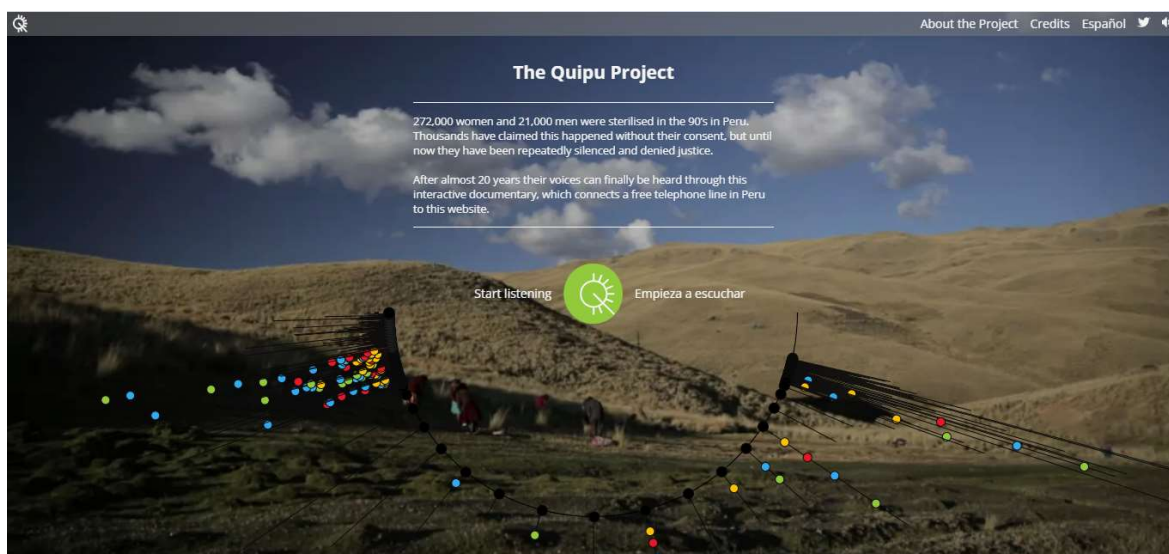 About the Project Credits Español
The Quipu Project
272,000 women and 21,000 men were sterilised in the 90's in Peru.
Thousands have claimed this happened without their consent, but until
now they have been repeatedly silenced and denied justice.
After almost 20 years their voices can finally be heard through this
interactive documentary, which connects a free telephone line in Peru
to this website.
Start listening Empieza a escuchar